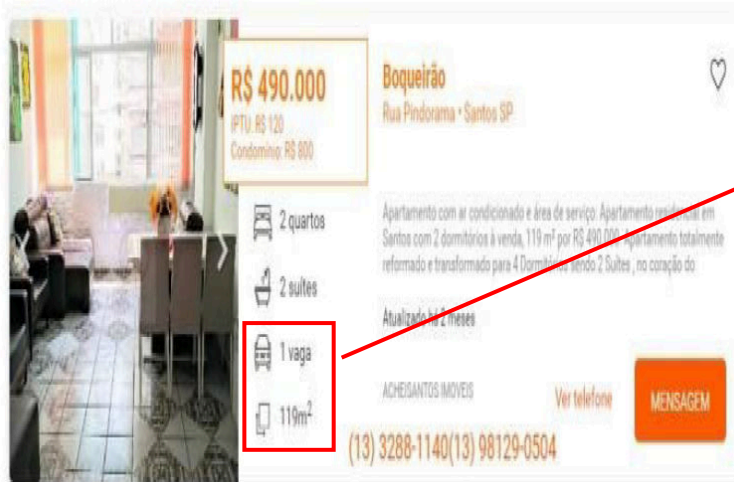 R$ 490.000
IPTU: R$ 120
Condomínio: R$ 800
Boqueirão
Rua Pindorama • Santos SP
2 quartos
2 suítes
1 vaga
119m²
Apartamento com ar condicionado e área de serviço. Apartamento residencial em
Santos com 2 dormitórios à venda, 119 m² por R$ 490.000. Apartamento totalmente
reformado e transformado para 4 Dormitórios sendo 2 Suítes , no coração do
Atualizado há 2 meses
ACHEISANTOS IMOVEIS
Ver telefone
MENSAGEM
(13) 3288-1140(13) 98129-0504